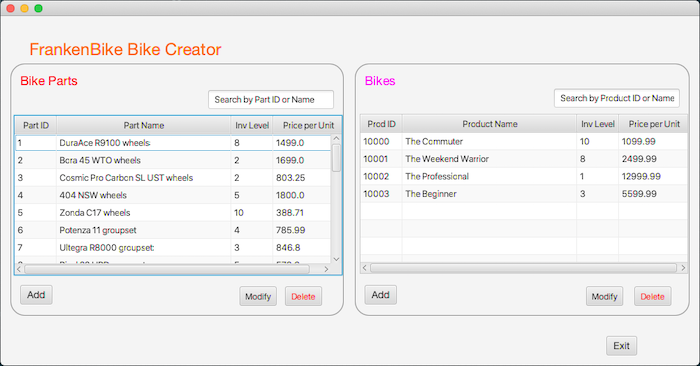 FrankenBike Bike Creator
Bike Parts
Search by Part ID or Name
Part ID Part Name Inv Level Price per Unit
1 DuraAce R9100 wheels 8 1499.0
2 Bora 45 WTO wheels 2 1699.0
3 Cosmic Pro Carbon SL UST wheels 2 803.25
4 404 NSW wheels 5 1800.0
5 Zonda C17 wheels 10 388.71
6 Potenza 11 groupset 4 785.99
7 Ultegra R8000 groupset: 3 846.8
Add
Modify
Delete
Bikes
Search by Product ID or Name
Prod ID Product Name Inv Level Price per Unit
10000 The Commuter 10 1099.99
10001 The Weekend Warrior 8 2499.99
10002 The Professional 1 12999.99
10003 The Beginner 3 5599.99
Add
Modify
Delete
Exit